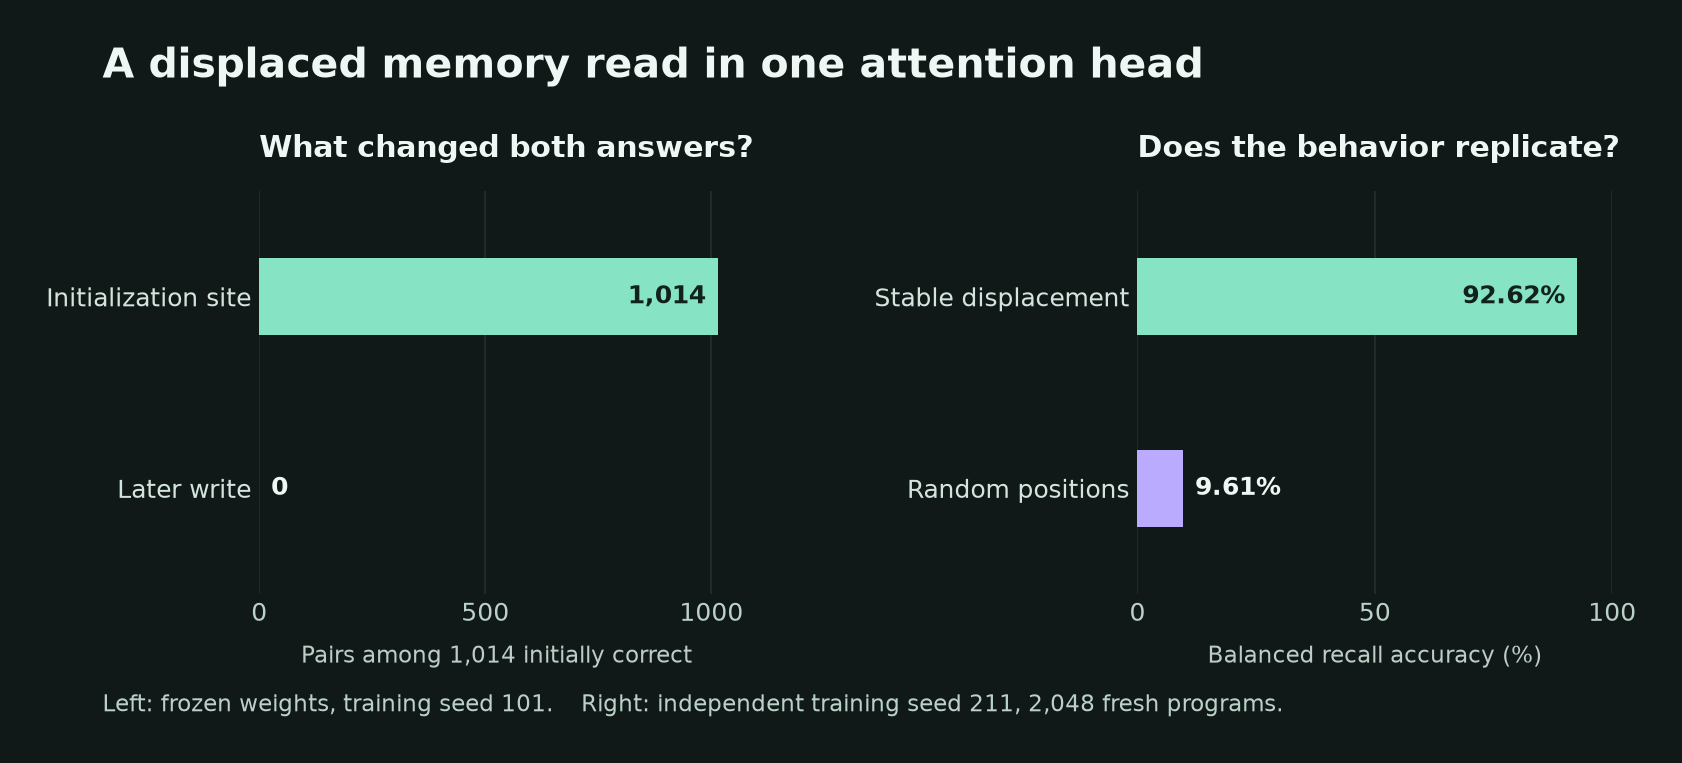 A displaced memory read in one attention head
What changed both answers?
Initialization site
1,014
Later write
0
0 500 1000
Pairs among 1,014 initially correct
Does the behavior replicate?
Stable displacement
92.62%
Random positions
9.61%
0 50 100
Balanced recall accuracy (%)
Left: frozen weights, training seed 101. Right: independent training seed 211, 2,048 fresh programs.